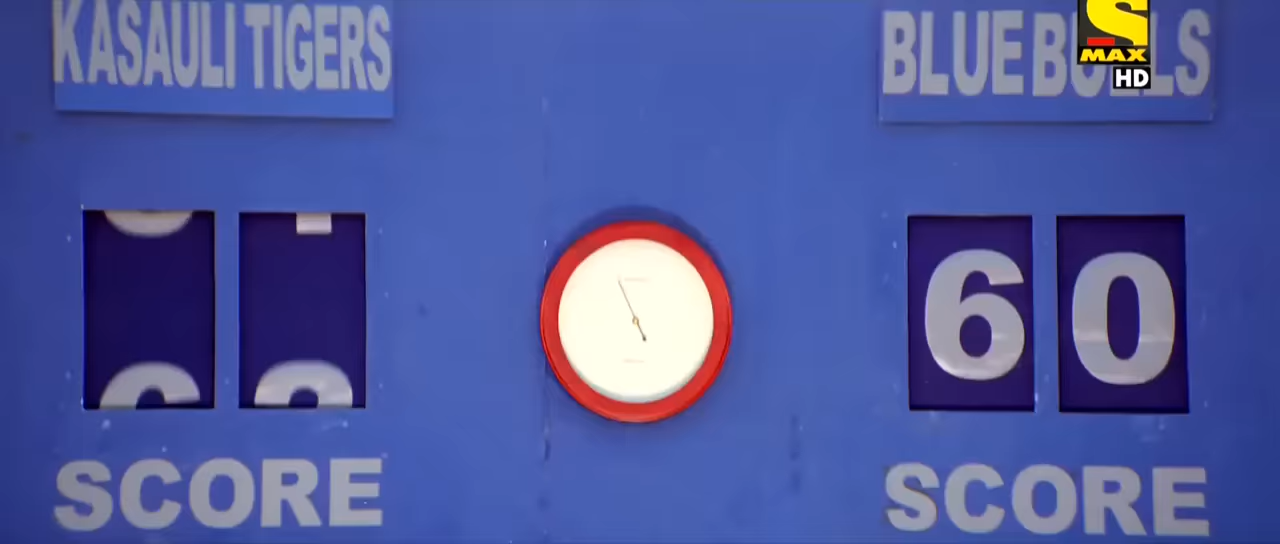 KASAULI TIGERS
BLUE BULLS
S
MAX
HD
60
SCORE
SCORE